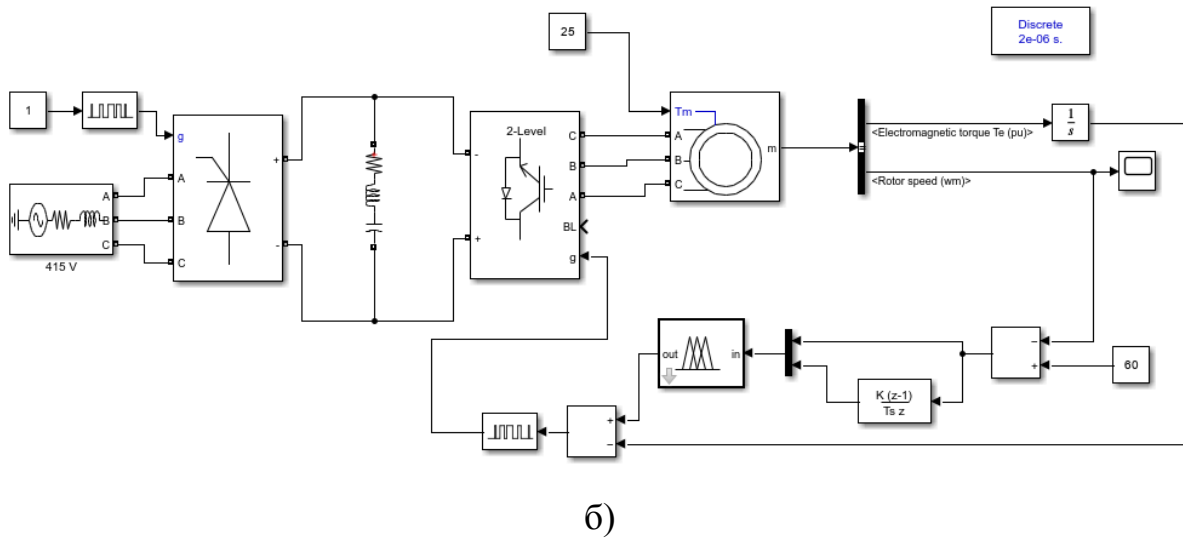 Discrete
2e-06 s.
25
1
g
A
B
C
+
-
A
B
C
415 V
2-Level
-
+
C
B
A
BL
g
Tm
A
B
C
m
<Electromagnetic torque Te (pu)>
<Rotor speed (wm)>
1
s
out
in
K (z-1)
Ts z
−
+
60
+
−
б)